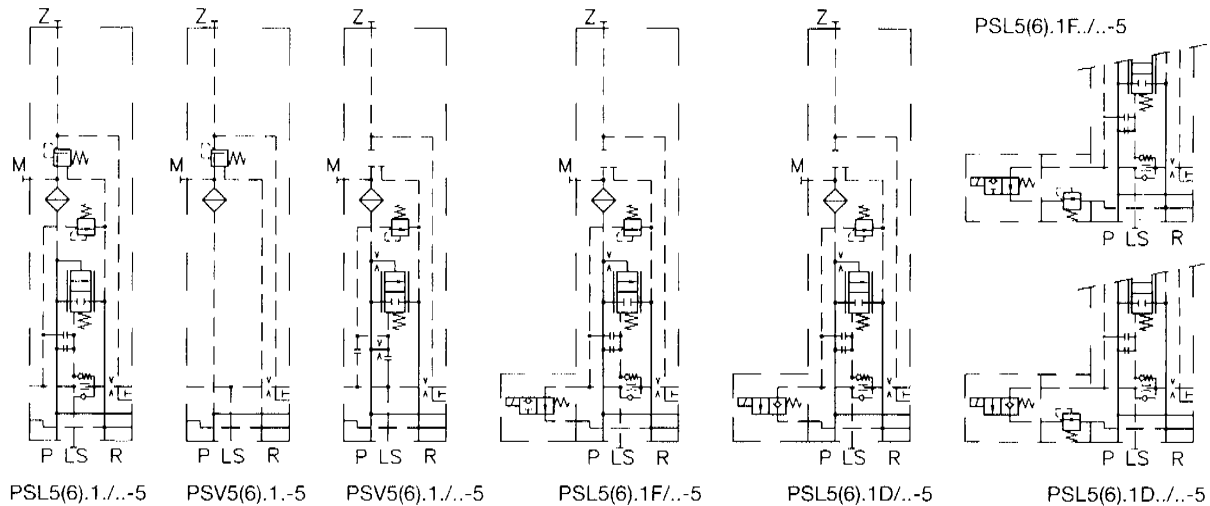 Z Z Z Z Z
PSL5(6).1F../..-5
M M M M
P LS R
P LS R P LS R P LS R P LS R P LS R
P LS R
PSL5(6).1./..-5 PSV5(6).1.-5 PSV5(6).1./..-5 PSL5(6).1F/..-5 PSL5(6).1D/..-5 PSL5(6).1D../..-5